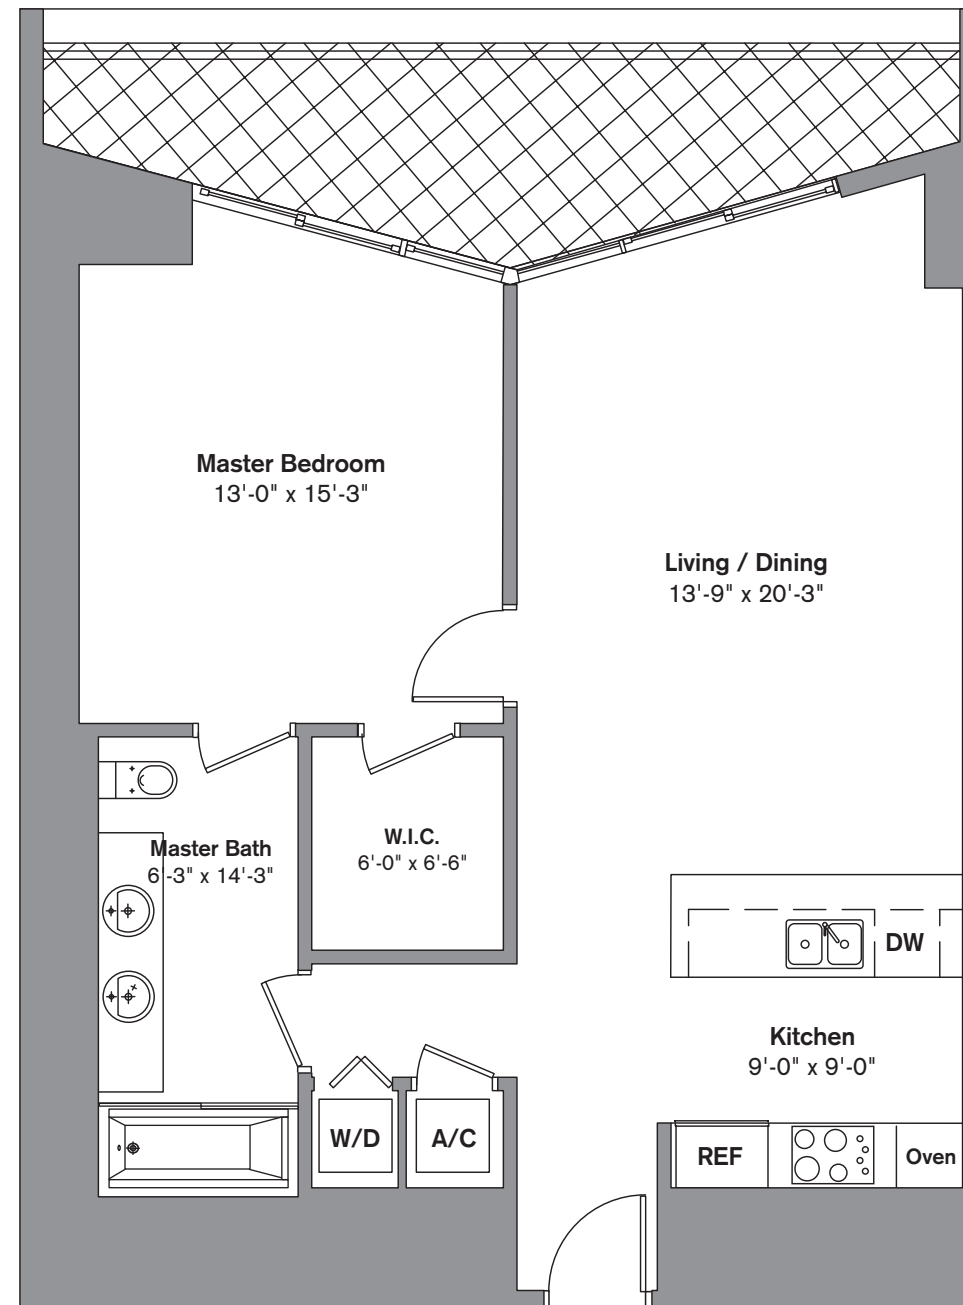 Master Bedroom
13'-0" x 15'-3"
Living / Dining
13'-9" x 20'-3"
Master Bath
6'-3" x 14'-3"
W.I.C.
6'-0" x 6'-6"
DW
Kitchen
9'-0" x 9'-0"
W/D
A/C
REF
Oven